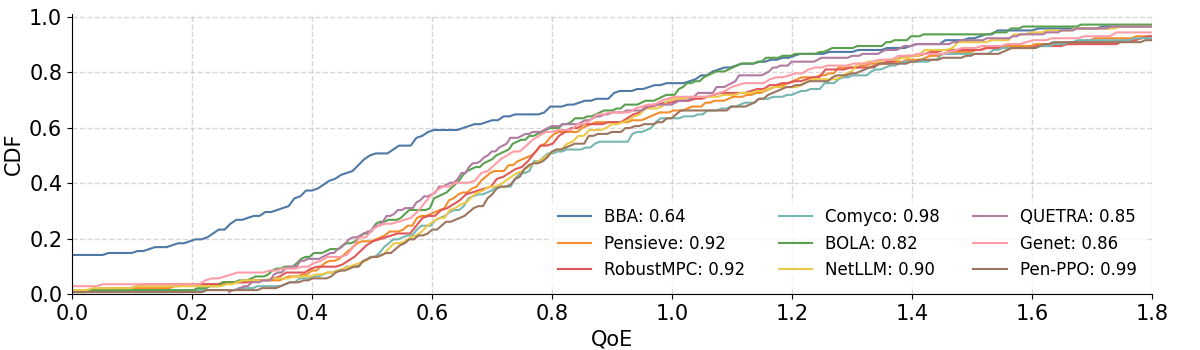 1.0
0.8
0.6
0.4
0.2
0.0
CDF
BBA: 0.64
Pensieve: 0.92
RobustMPC: 0.92
Comyco: 0.98
BOLA: 0.82
NetLLM: 0.90
QUETRA: 0.85
Genet: 0.86
Pen-PPO: 0.99
0.0 0.2 0.4 0.6 0.8 1.0 1.2 1.4 1.6 1.8
QoE